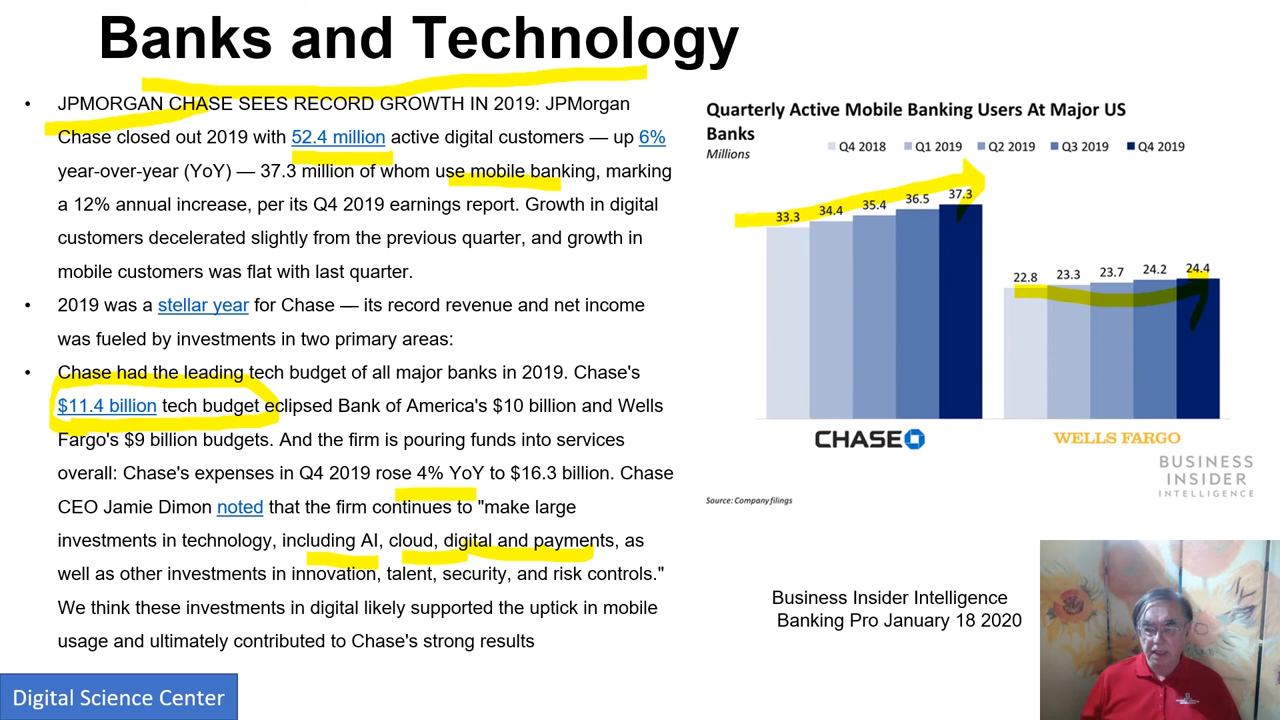 Banks and Technology
• JPMORGAN CHASE SEES RECORD GROWTH IN 2019: JPMorgan
Chase closed out 2019 with 52.4 million active digital customers — up 6%
year-over-year (YoY) — 37.3 million of whom use mobile banking, marking
a 12% annual increase, per its Q4 2019 earnings report. Growth in digital
customers decelerated slightly from the previous quarter, and growth in
mobile customers was flat with last quarter.
• 2019 was a stellar year for Chase — its record revenue and net income
was fueled by investments in two primary areas:
• Chase had the leading tech budget of all major banks in 2019. Chase's
$11.4 billion tech budget eclipsed Bank of America's $10 billion and Wells
Fargo's $9 billion budgets. And the firm is pouring funds into services
overall: Chase's expenses in Q4 2019 rose 4% YoY to $16.3 billion. Chase
CEO Jamie Dimon noted that the firm continues to "make large
investments in technology, including AI, cloud, digital and payments, as
well as other investments in innovation, talent, security, and risk controls."
We think these investments in digital likely supported the uptick in mobile
usage and ultimately contributed to Chase's strong results
Quarterly Active Mobile Banking Users At Major US
Banks
Millions
Q4 2018 Q1 2019 Q2 2019 Q3 2019 Q4 2019
33.3 34.4 35.4 36.5 37.3
22.8 23.3 23.7 24.2 24.4
CHASE
WELLS FARGO
BUSINESS
INSIDER
INTELLIGENCE
Source: Company filings
Business Insider Intelligence
Banking Pro January 18 2020
Digital Science Center